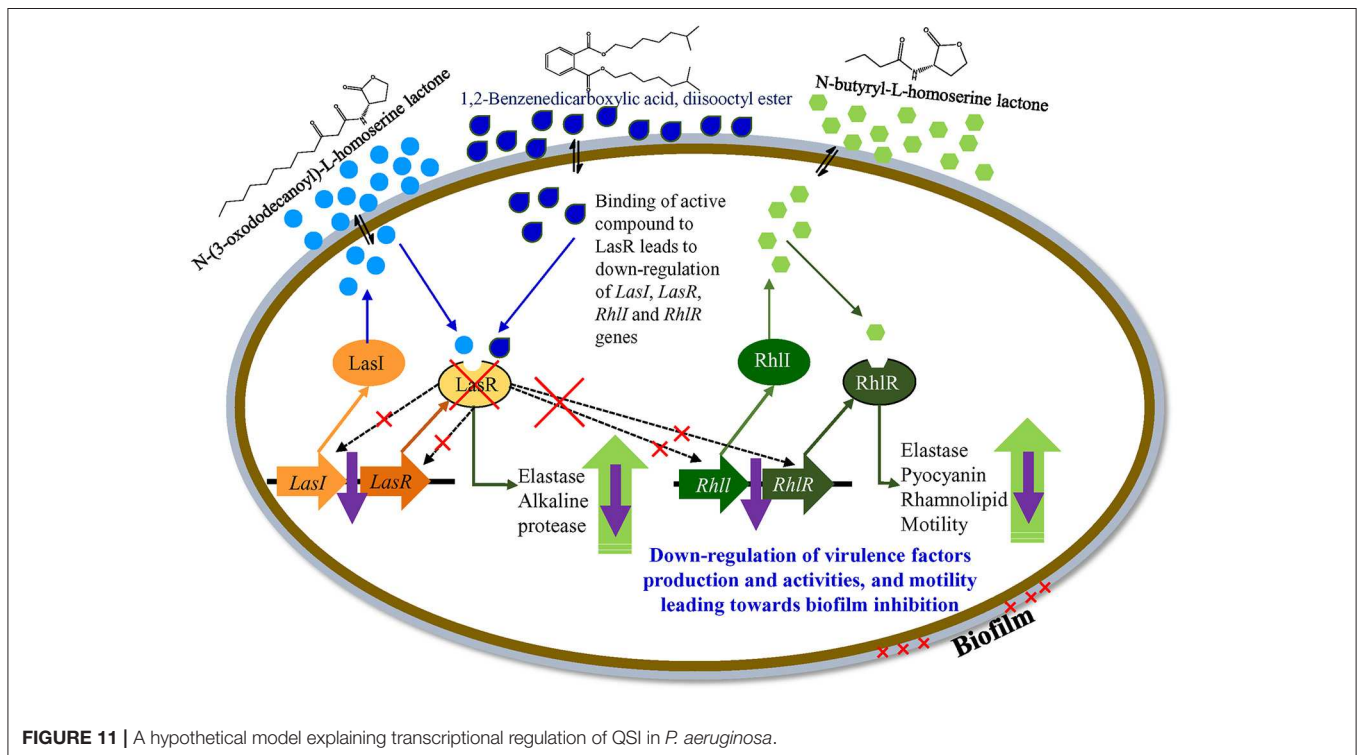 N-(3-oxododecanoyl)-L-homoserine lactone
1,2-Benzenedicarboxylic acid, diisooctyl ester
N-butyryl-L-homoserine lactone
Binding of active
compound to
LasR leads to
down-regulation
of LasI, LasR,
RhlI and RhlR
genes
LasI
LasR
RhlI
RhlR
LasI
LasR
Elastase
Alkaline
protease
RhlI
RhlR
Elastase
Pyocyanin
Rhamnolipid
Motility
Down-regulation of virulence factors
production and activities, and motility
leading towards biofilm inhibition
Biofilm
FIGURE 11 | A hypothetical model explaining transcriptional regulation of QSI in P. aeruginosa.